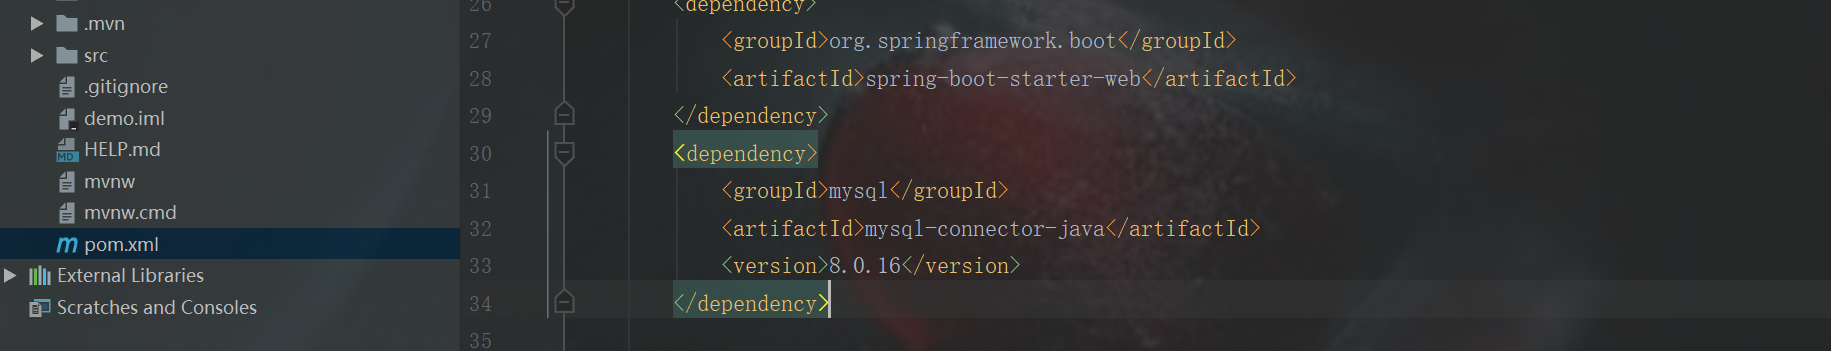 .mvn
src
.gitignore
demo.iml
HELP.md
mvnw
mvnw.cmd
pom.xml
External Libraries
Scratches and Consoles
26 <dependency>
27 <groupId>org.springframework.boot</groupId>
28 <artifactId>spring-boot-starter-web</artifactId>
29 </dependency>
30 <dependency>
31 <groupId>mysql</groupId>
32 <artifactId>mysql-connector-java</artifactId>
33 <version>8.0.16</version>
34 </dependency>
35